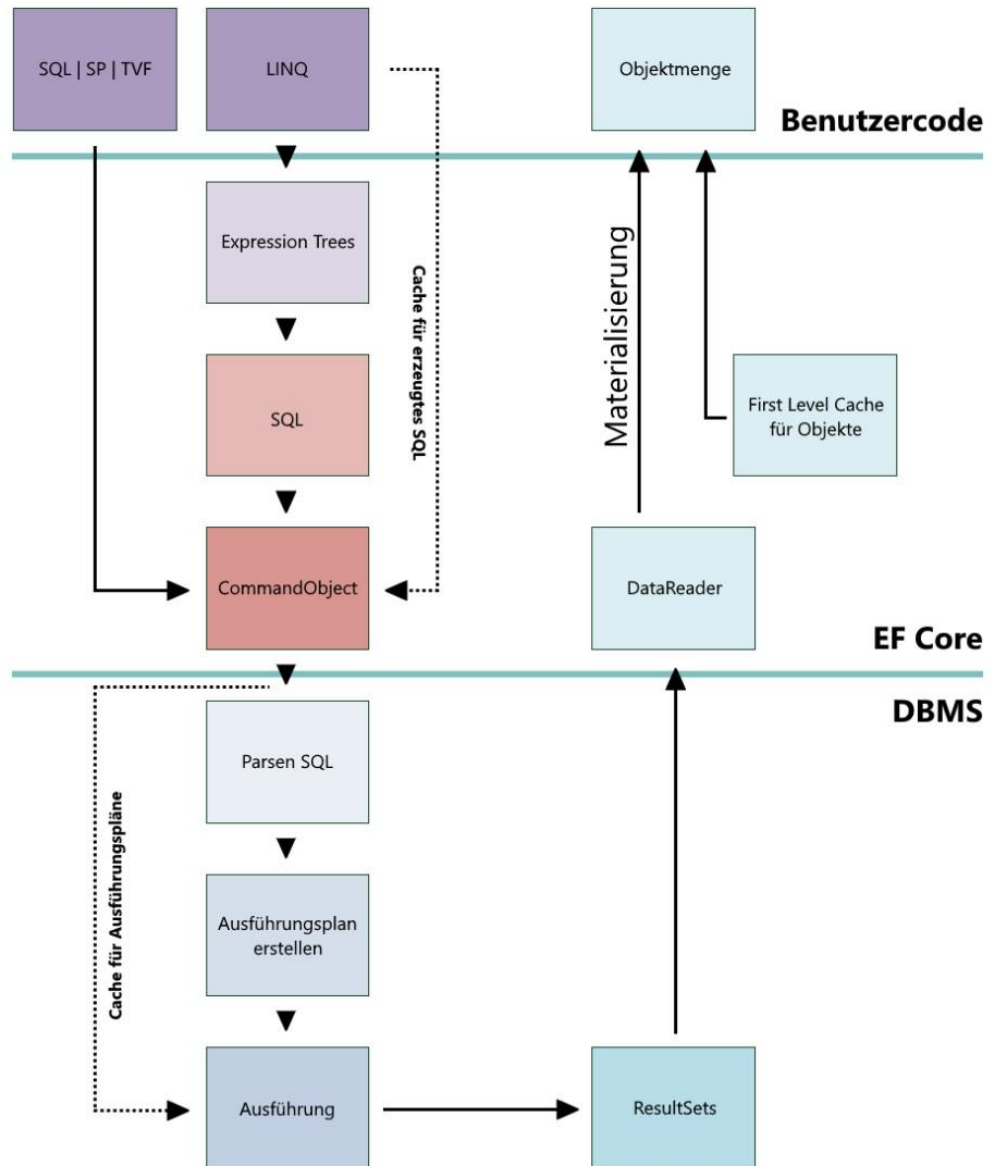 SQL | SP | TVF
LINQ
Objektmenge
Benutzercode
Expression Trees
Cache für erzeugtes SQL
Materialisierung
SQL
First Level Cache
für Objekte
CommandObject
DataReader
EF Core
DBMS
Parsen SQL
Cache für Ausführungspläne
Ausführungsplan
erstellen
Ausführung
ResultSets